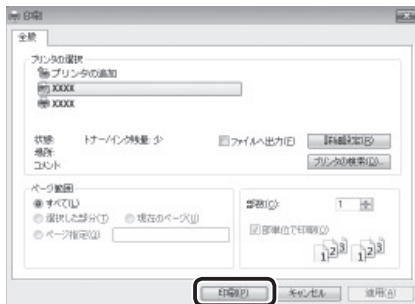 印刷
全般
プリンタの選択
プリンタの追加
XXXX
XXXX
状態: トナー/インク残量: 少
ファイルへ出力(F)
詳細設定(R)
場所:
コメント:
プリンタの検索(D)...
ページ範囲
すべて(L)
選択した部分(T)
現在のページ(U)
ページ指定(G):
部数(C): 1
部単位で印刷(O)
1 2 3
1 2 3
印刷(P)
キャンセル
適用(A)